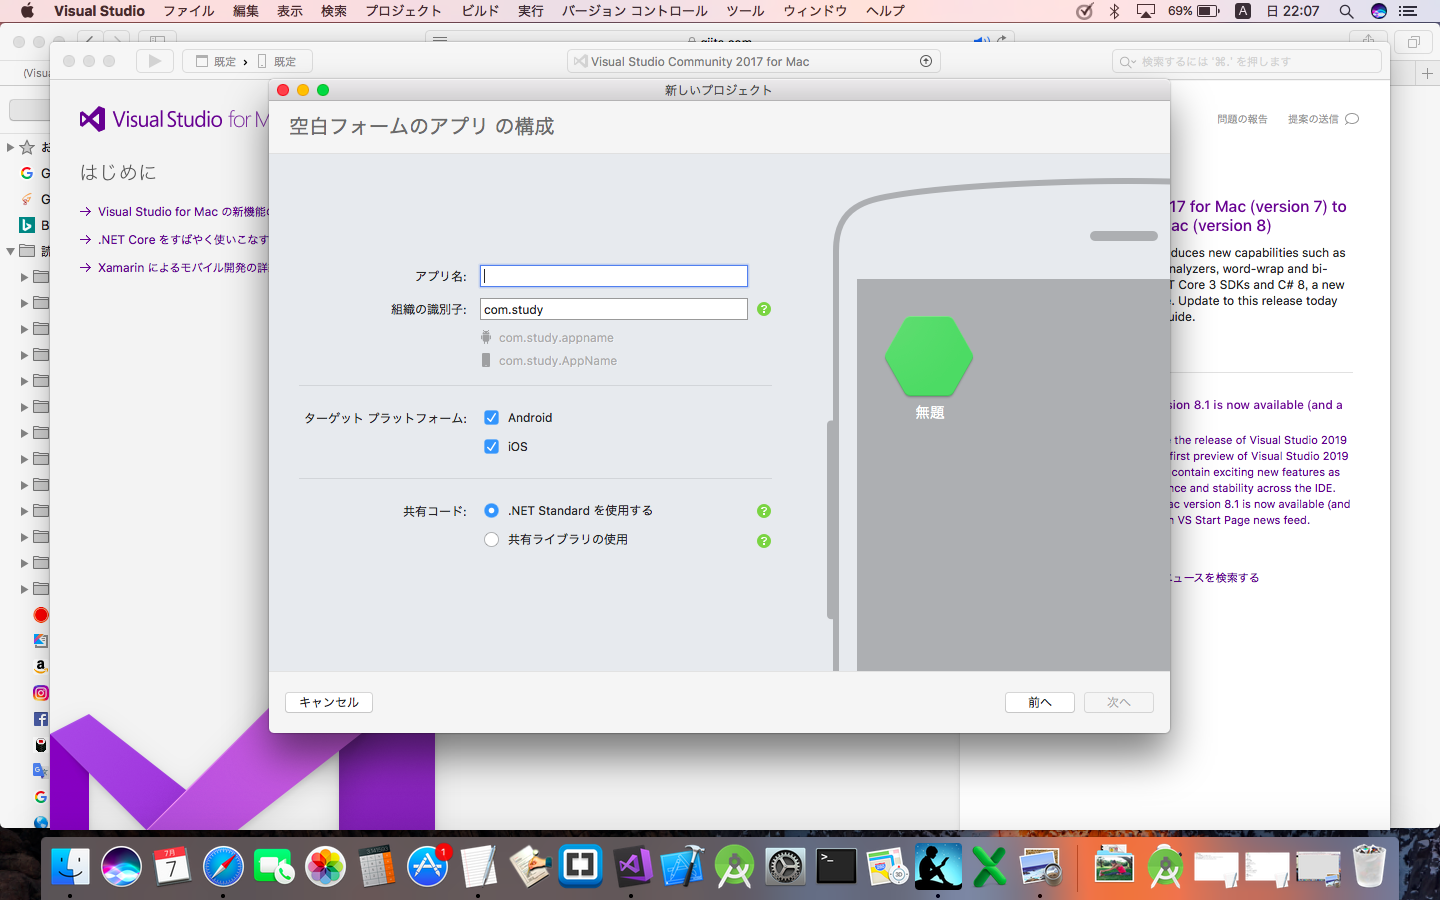 Visual Studio ファイル 編集 表示 検索 プロジェクト ビルド 実行 バージョン コントロール ツール ウィンドウ ヘルプ 69% A 日 22:07
既定 › 既定
Visual Studio Community 2017 for Mac
検索するには '⌘.' を押します
新しいプロジェクト
空白フォームのアプリ の構成
Visual Studio for M
はじめに
Visual Studio for Mac の新機能
.NET Core をすばやく使いこなす
Xamarin によるモバイル開発の詳
アプリ名:
組織の識別子: com.study
com.study.appname
com.study.AppName
ターゲット プラットフォーム: Android
iOS
共有コード: .NET Standard を使用する
共有ライブラリの使用
無題
キャンセル
前へ
次へ
問題の報告 提案の送信
17 for Mac (version 7) to
ac (version 8)
duces new capabilities such as
nalyzers, word-wrap and bi-
T Core 3 SDKs and C# 8, a new
. Update to this release today
uide.
sion 8.1 is now available (and a
e the release of Visual Studio 2019
first preview of Visual Studio 2019
contain exciting new features as
nce and stability across the IDE.
ac version 8.1 is now available (and
n VS Start Page news feed.
ュースを検索する
7月
7
1